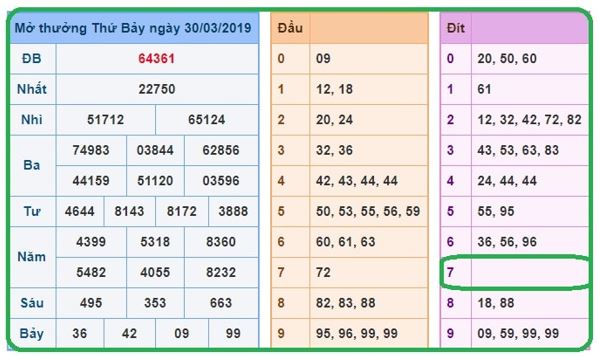 Mở thưởng Thứ Bảy ngày 30/03/2019
ĐB 64361
Nhất 22750
Nhì 51712 65124
Ba 74983 03844 62856
44159 51120 03596
Tư 4644 8143 8172 3888
Năm 4399 5318 8360
5482 4055 8232
Sáu 495 353 663
Bảy 36 42 09 99
Đầu
0 09
1 12, 18
2 20, 24
3 32, 36
4 42, 43, 44, 44
5 50, 53, 55, 56, 59
6 60, 61, 63
7 72
8 82, 83, 88
9 95, 96, 99, 99
Đít
0 20, 50, 60
1 61
2 12, 32, 42, 72, 82
3 43, 53, 63, 83
4 24, 44, 44
5 55, 95
6 36, 56, 96
7
8 18, 88
9 09, 59, 99, 99